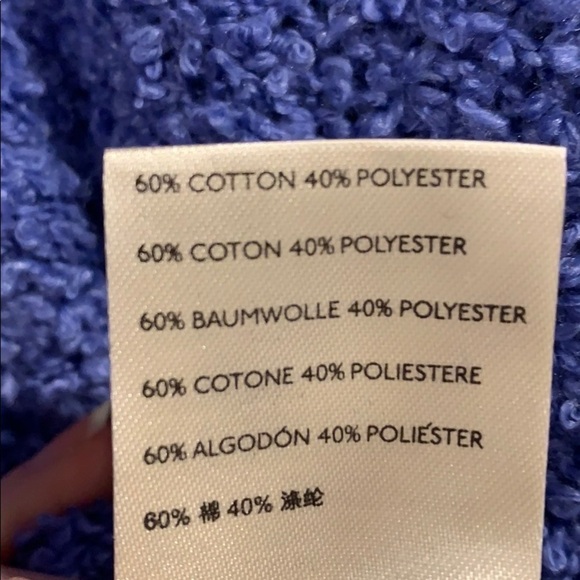 60% COTTON 40% POLYESTER
60% COTON 40% POLYESTER
60% BAUMWOLLE 40% POLYESTER
60% COTONE 40% POLIESTERE
60% ALGODÓN 40% POLIÉSTER
60% 棉 40% 涤纶